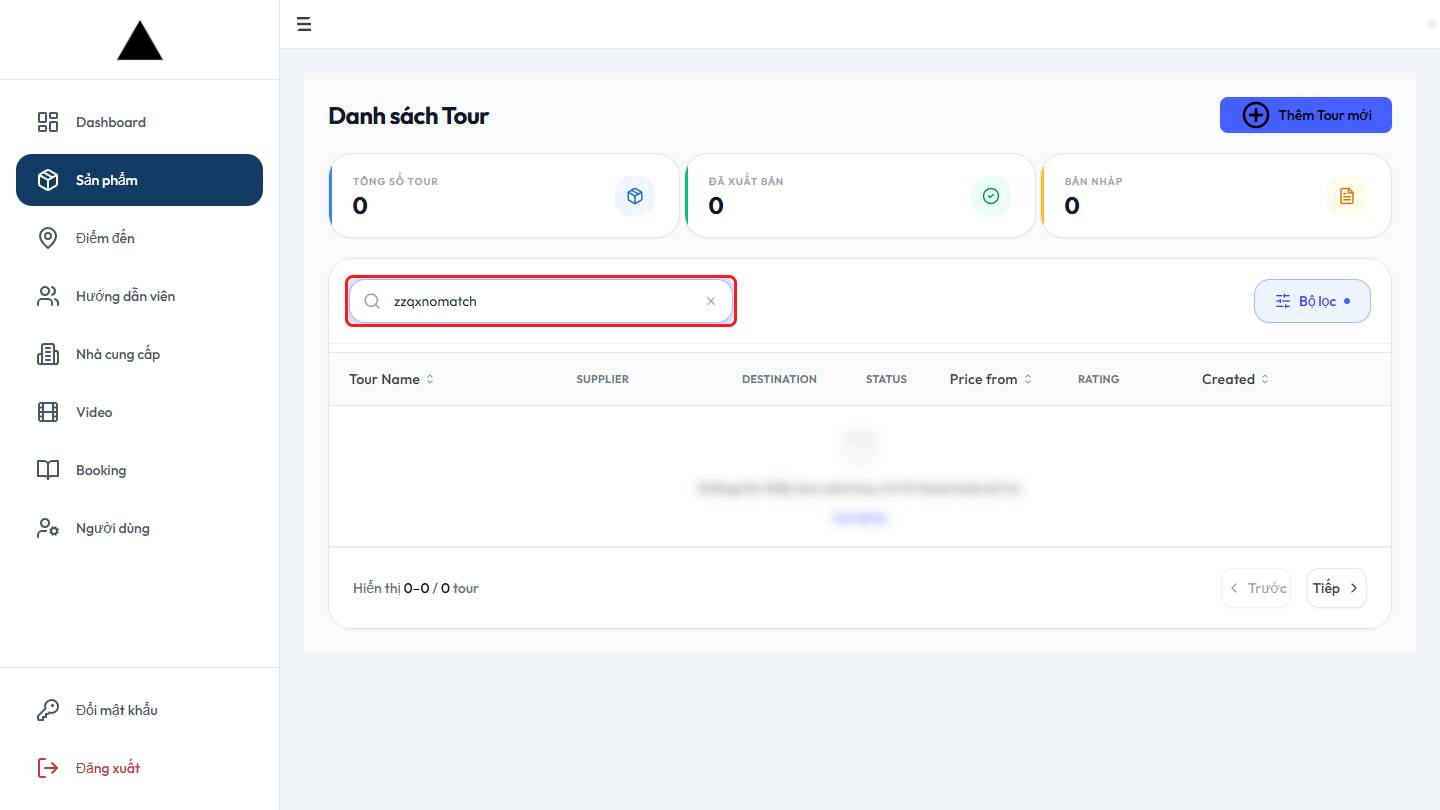 Dashboard
Sản phẩm
Điểm đến
Hướng dẫn viên
Nhà cung cấp
Video
Booking
Người dùng
Đổi mật khẩu
Đăng xuất
Danh sách Tour
Thêm Tour mới
TỔNG SỐ TOUR
0
ĐÃ XUẤT BẢN
0
BẢN NHÁP
0
zzqxnomatch
Bộ lọc
Tour Name SUPPLIER DESTINATION STATUS Price from RATING Created
Hiển thị 0–0 / 0 tour
Trước
Tiếp